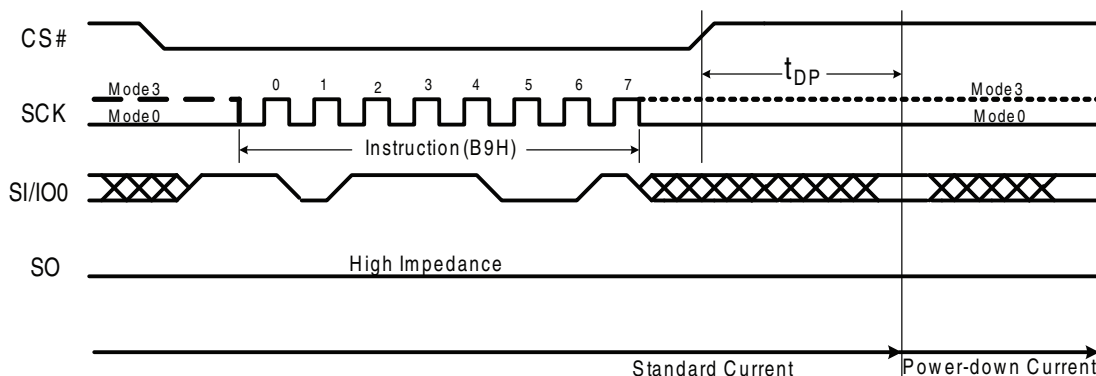 CS#
tDP
0 1 2 3 4 5 6 7
Mode3 Mode3
SCK
Mode0 Mode0
Instruction(B9H)
SI/IO0
High Impedance
SO
Standard Current Power-down Current